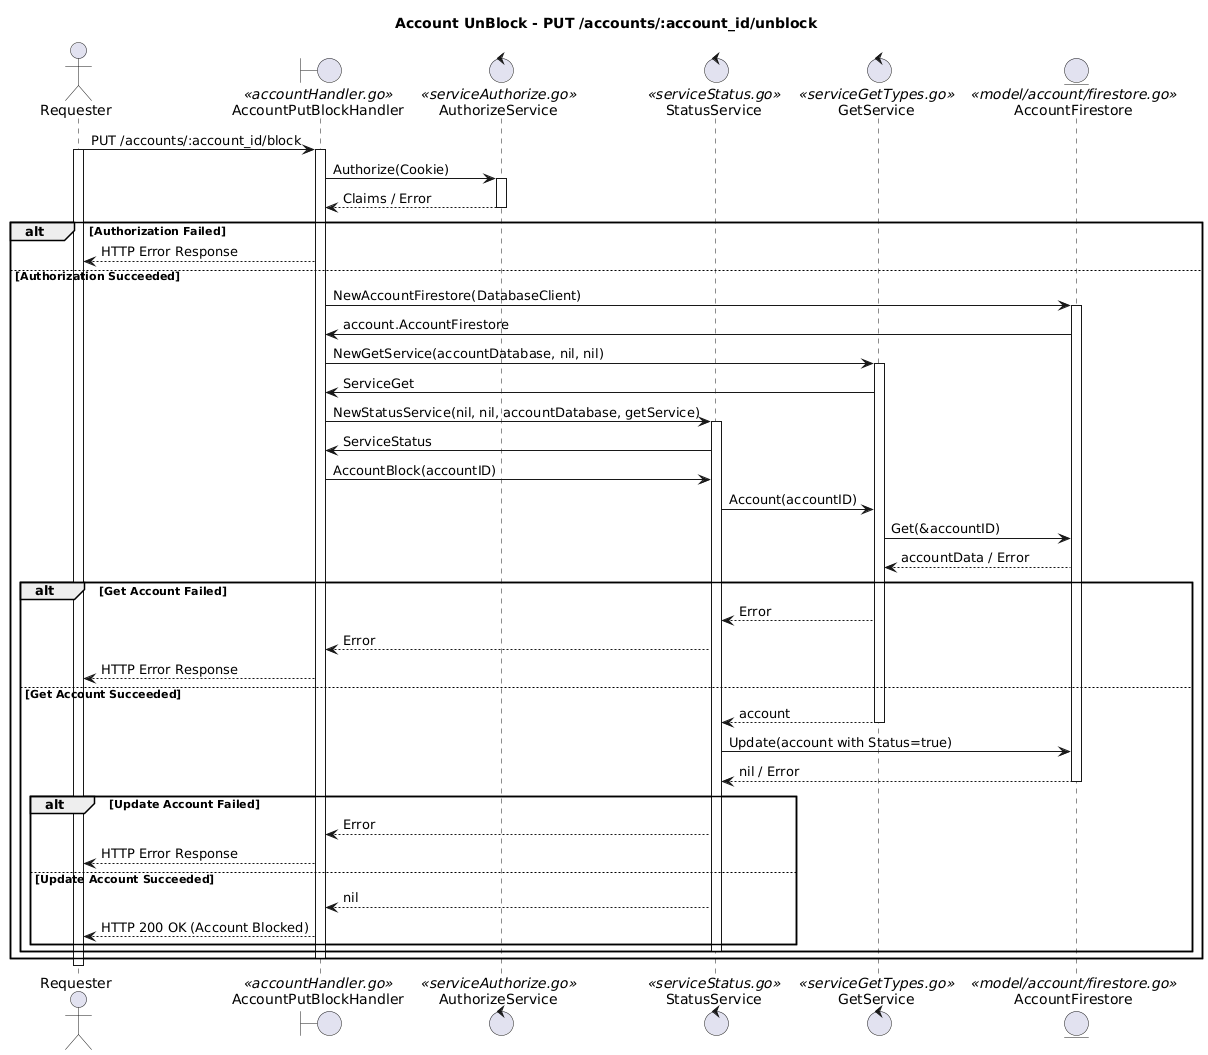 Account UnBlock - PUT /accounts/:account_id/unblock
Requester
«accountHandler.go»
AccountPutBlockHandler
«serviceAuthorize.go»
AuthorizeService
«serviceStatus.go»
StatusService
«serviceGetTypes.go»
GetService
«model/account/firestore.go»
AccountFirestore
PUT /accounts/:account_id/block
Authorize(Cookie)
Claims / Error
alt [Authorization Failed]
HTTP Error Response
[Authorization Succeeded]
NewAccountFirestore(DatabaseClient)
account.AccountFirestore
NewGetService(accountDatabase, nil, nil)
ServiceGet
NewStatusService(nil, nil, accountDatabase, getService)
ServiceStatus
AccountBlock(accountID)
Account(accountID)
Get(&accountID)
accountData / Error
alt [Get Account Failed]
Error
Error
HTTP Error Response
[Get Account Succeeded]
account
Update(account with Status=true)
nil / Error
alt [Update Account Failed]
Error
HTTP Error Response
[Update Account Succeeded]
nil
HTTP 200 OK (Account Blocked)
Requester
«accountHandler.go»
AccountPutBlockHandler
«serviceAuthorize.go»
AuthorizeService
«serviceStatus.go»
StatusService
«serviceGetTypes.go»
GetService
«model/account/firestore.go»
AccountFirestore